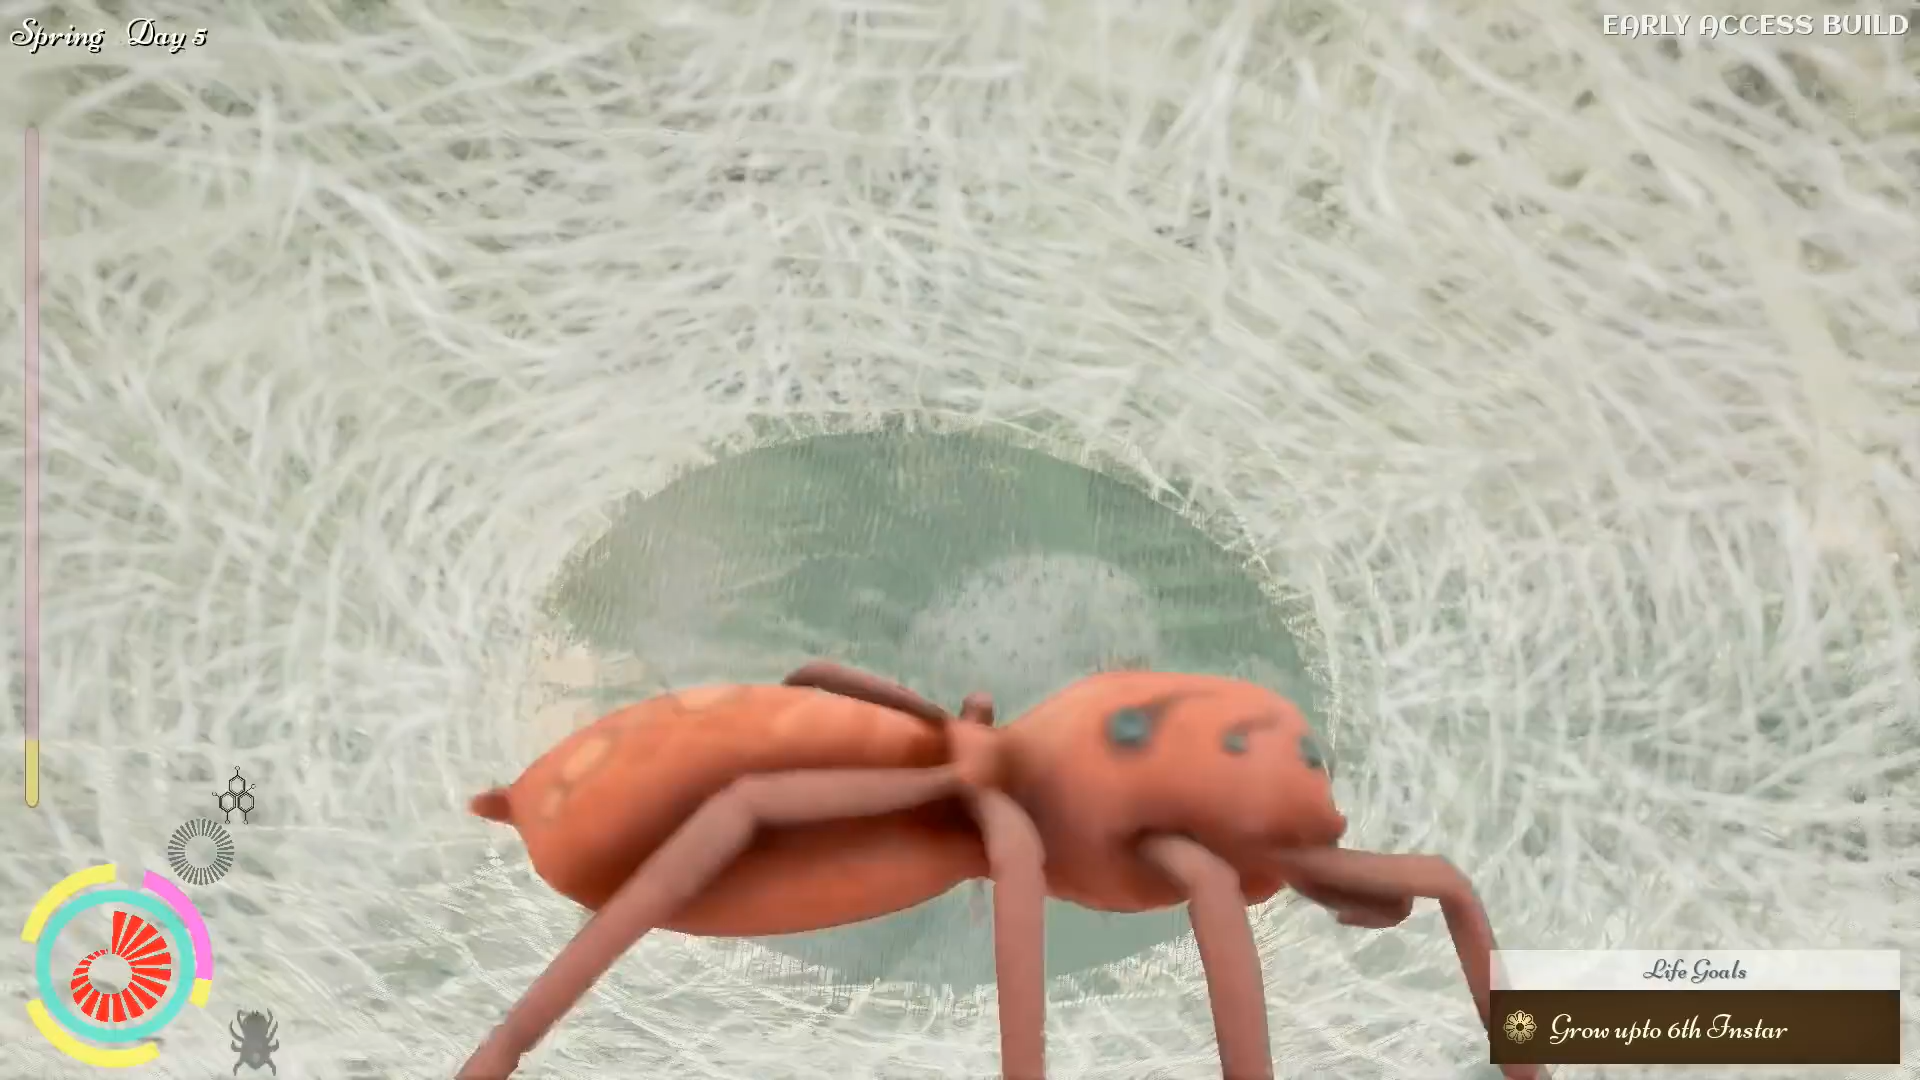 Spring Day 5
EARLY ACCESS BUILD
Life Goals
Grow upto 6th Instar